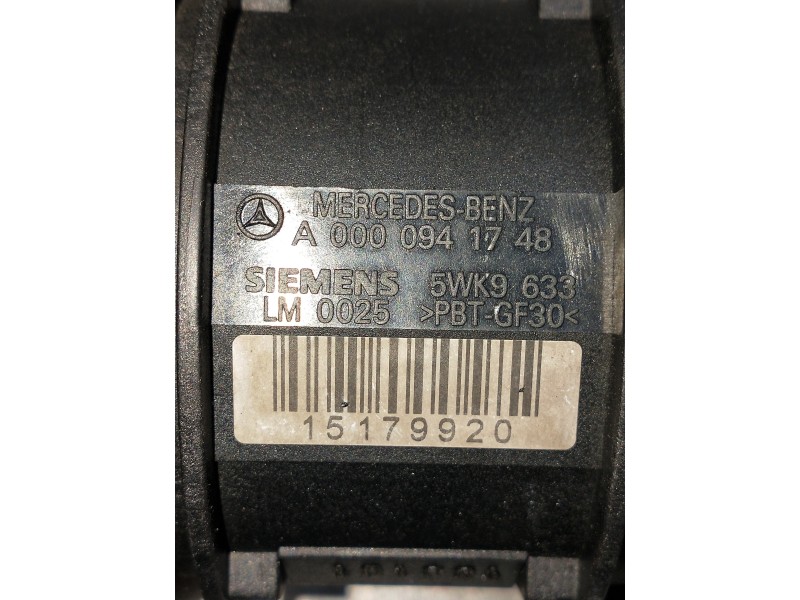 MERCEDES-BENZ
A 000 094 17 48
SIEMENS 5WK9 633
LM 0025 >PBT-GF30<
15179920